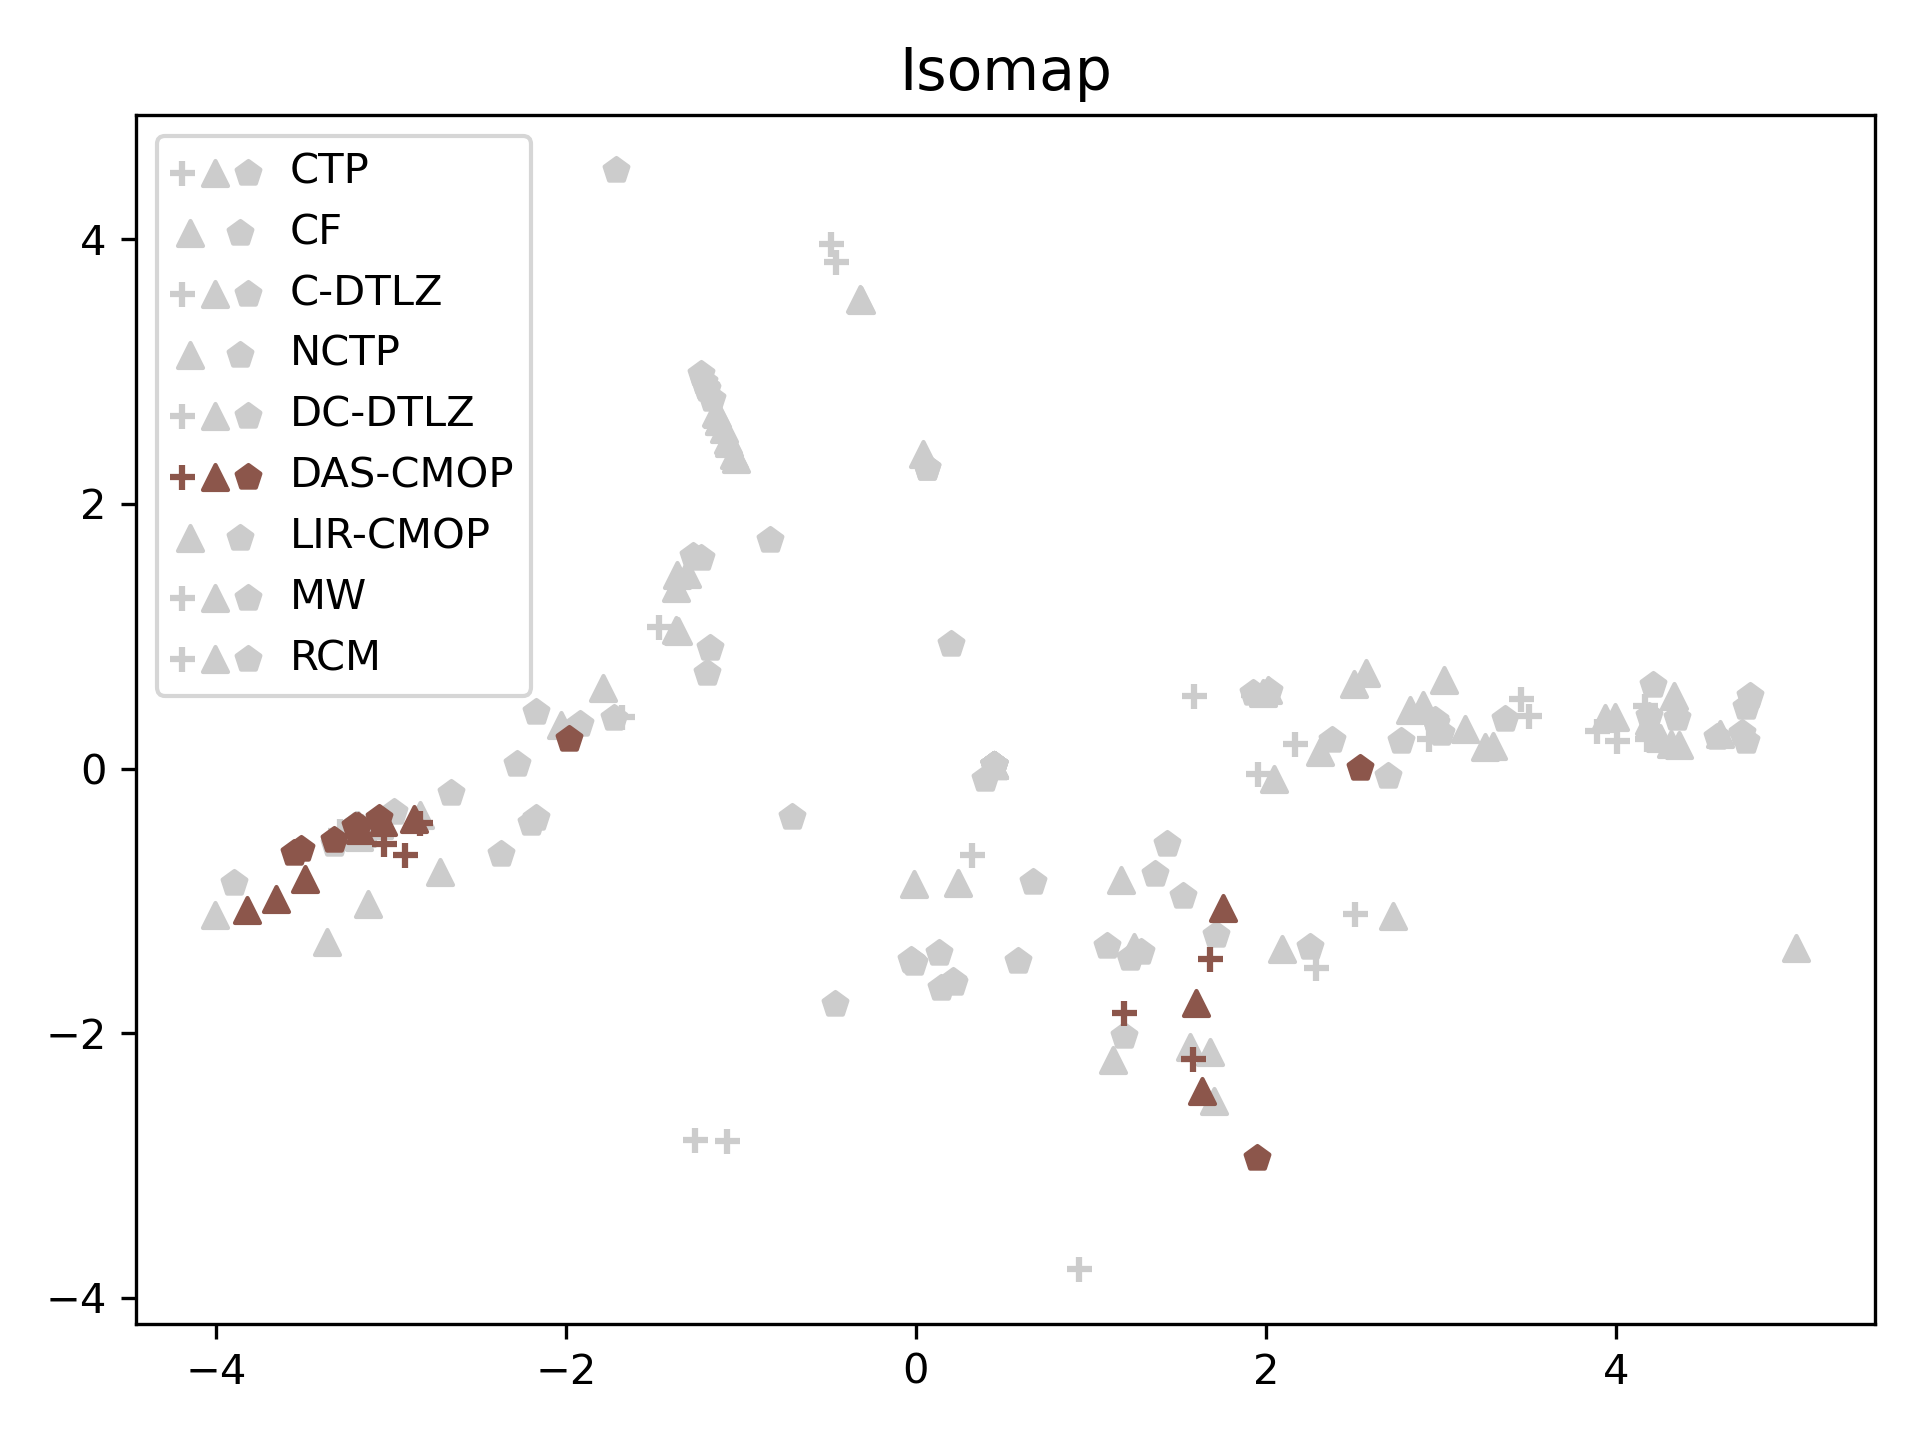 Isomap
CTP
CF
C-DTLZ
NCTP
DC-DTLZ
DAS-CMOP
LIR-CMOP
MW
RCM
4
2
0
−2
−4
−4 −2 0 2 4